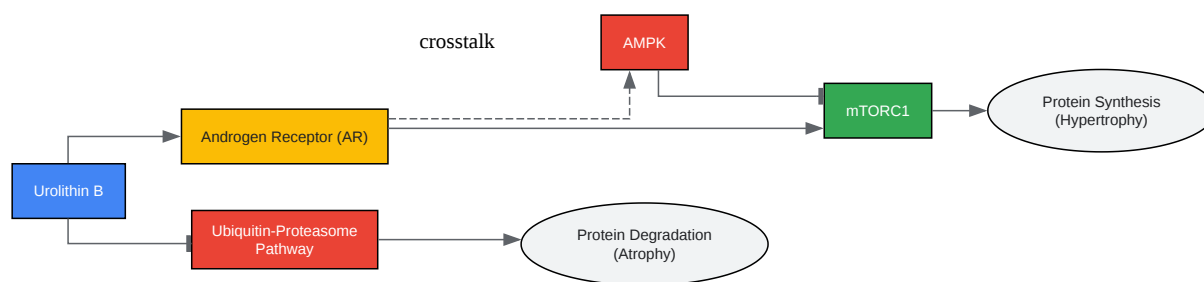 crosstalk
AMPK
mTORC1
Protein Synthesis
(Hypertrophy)
Androgen Receptor (AR)
Urolithin B
Ubiquitin-Proteasome
Pathway
Protein Degradation
(Atrophy)